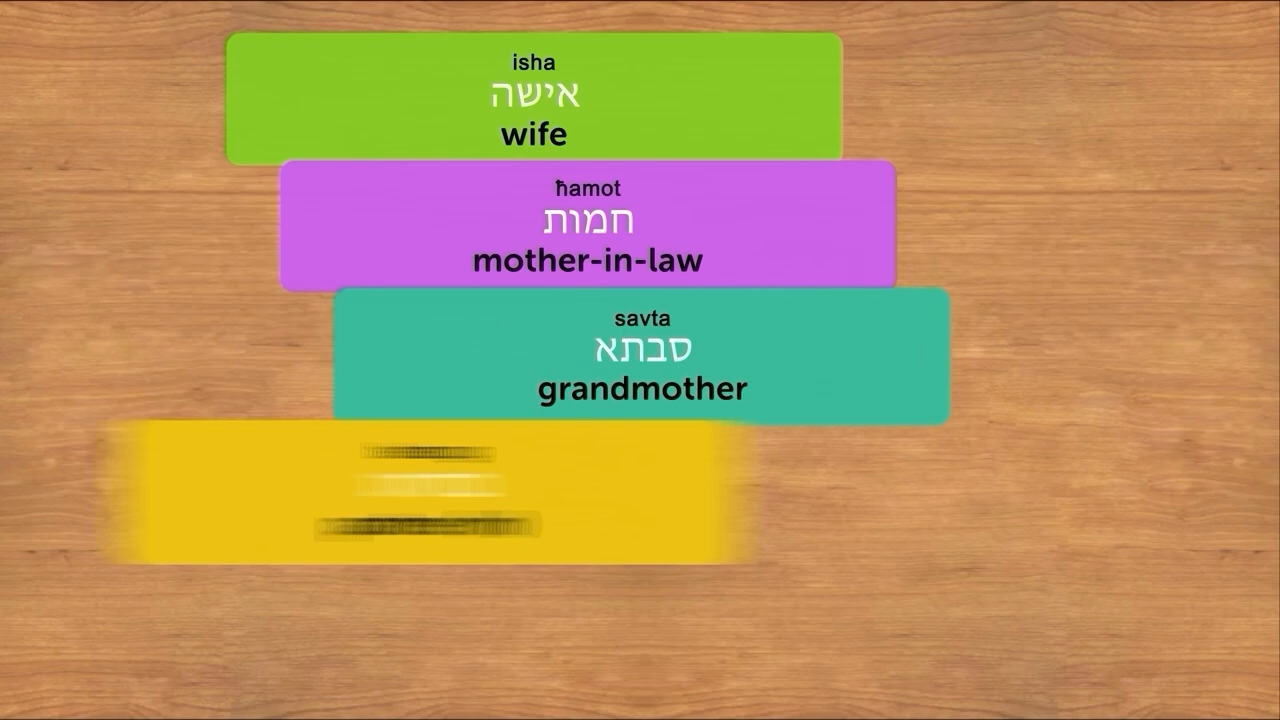 isha
אישה
wife
ħamot
חמות
mother-in-law
savta
סבתא
grandmother